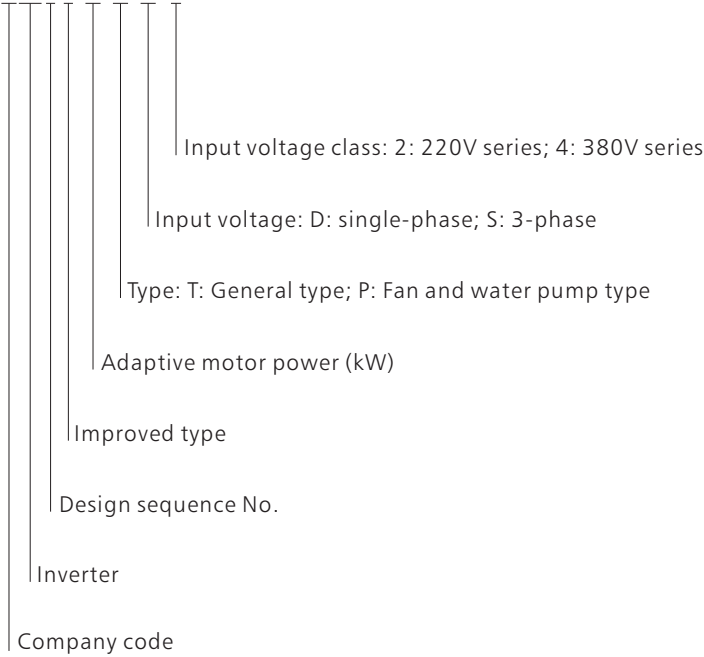 Input voltage class: 2: 220V series; 4: 380V series
Input voltage: D: single-phase; S: 3-phase
Type: T: General type; P: Fan and water pump type
Adaptive motor power (kW)
Improved type
Design sequence No.
Inverter
Company code